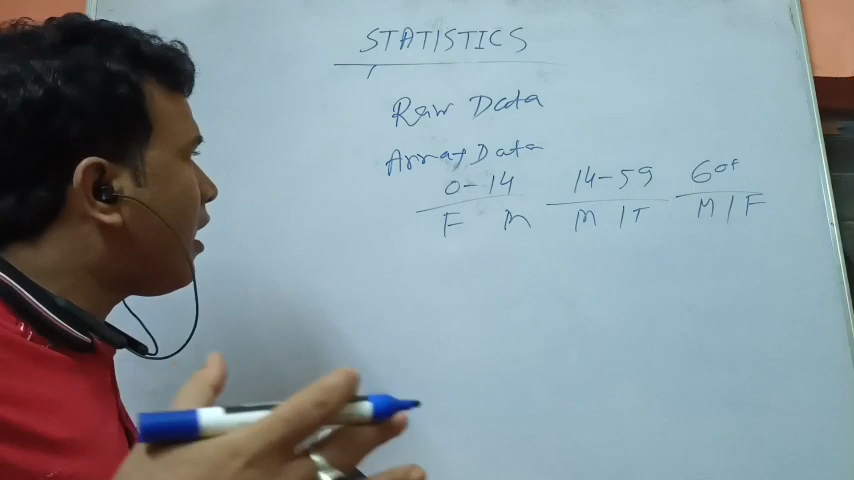 STATISTICS
Raw Data
Array Data
0-14 14-59 60+
F M M / F M / F